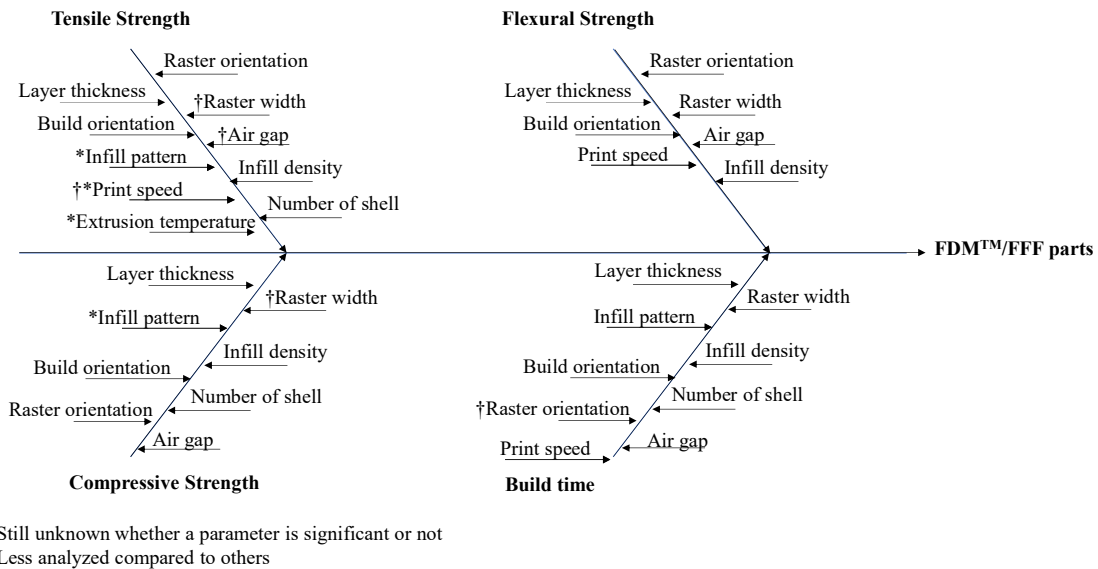 Tensile Strength
Raster orientation
Layer thickness
†Raster width
Build orientation
†Air gap
*Infill pattern
Infill density
†*Print speed
Number of shell
*Extrusion temperature
Flexural Strength
Raster orientation
Layer thickness
Raster width
Build orientation
Air gap
Print speed
Infill density
FDM™/FFF parts
Layer thickness
†Raster width
*Infill pattern
Infill density
Build orientation
Number of shell
Raster orientation
Air gap
Compressive Strength
Layer thickness
Raster width
Infill pattern
Infill density
Build orientation
Number of shell
†Raster orientation
Air gap
Print speed
Build time
Still unknown whether a parameter is significant or not
Less analyzed compared to others